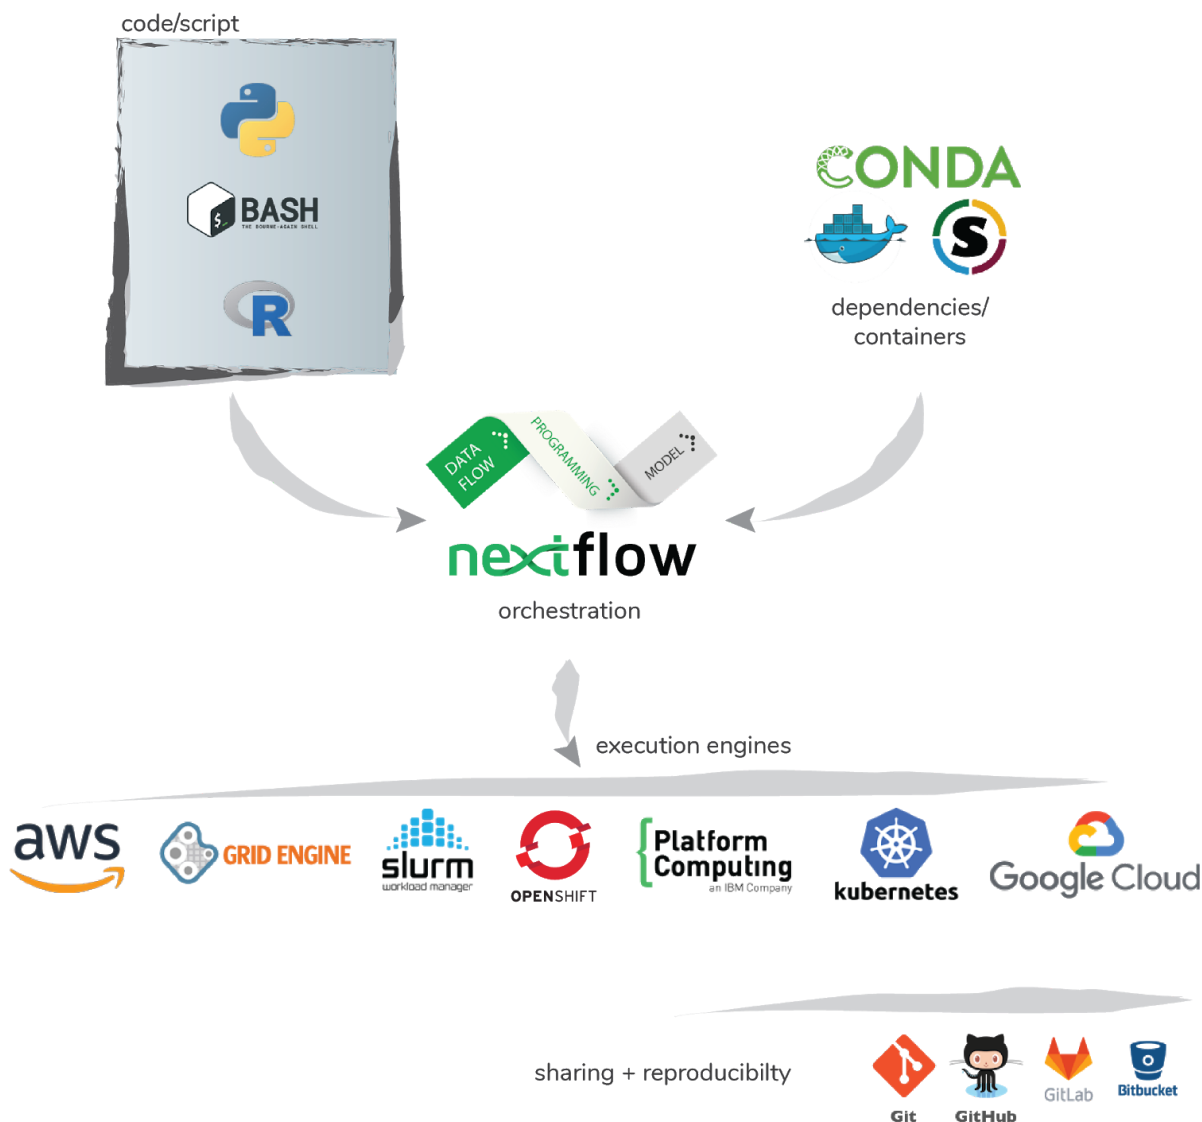 code/script
BASH
THE BOURNE-AGAIN SHELL
R
CONDA
S
dependencies/
containers
DATA
FLOW
PROGRAMMING
MODEL
nextflow
orchestration
execution engines
aws
GRID ENGINE
slurm
workload manager
OPENSHIFT
Platform
Computing
an IBM Company
kubernetes
Google Cloud
sharing + reproducibilty
Git
GitHub
GitLab
Bitbucket